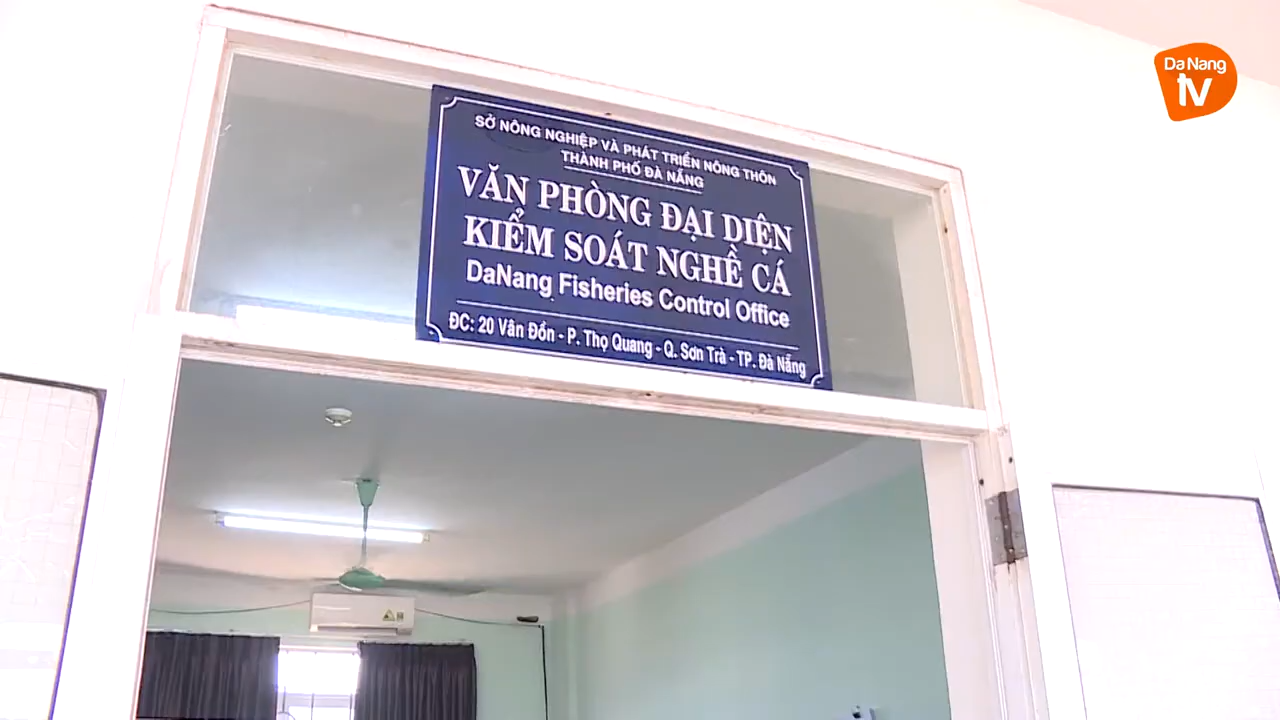 Da Nang
tv
SỞ NÔNG NGHIỆP VÀ PHÁT TRIỂN NÔNG THÔN
THÀNH PHỐ ĐÀ NẴNG
VĂN PHÒNG ĐẠI DIỆN
KIỂM SOÁT NGHỀ CÁ
DaNang Fisheries Control Office
ĐC: 20 Vân Đồn - P. Thọ Quang - Q. Sơn Trà - TP. Đà Nẵng